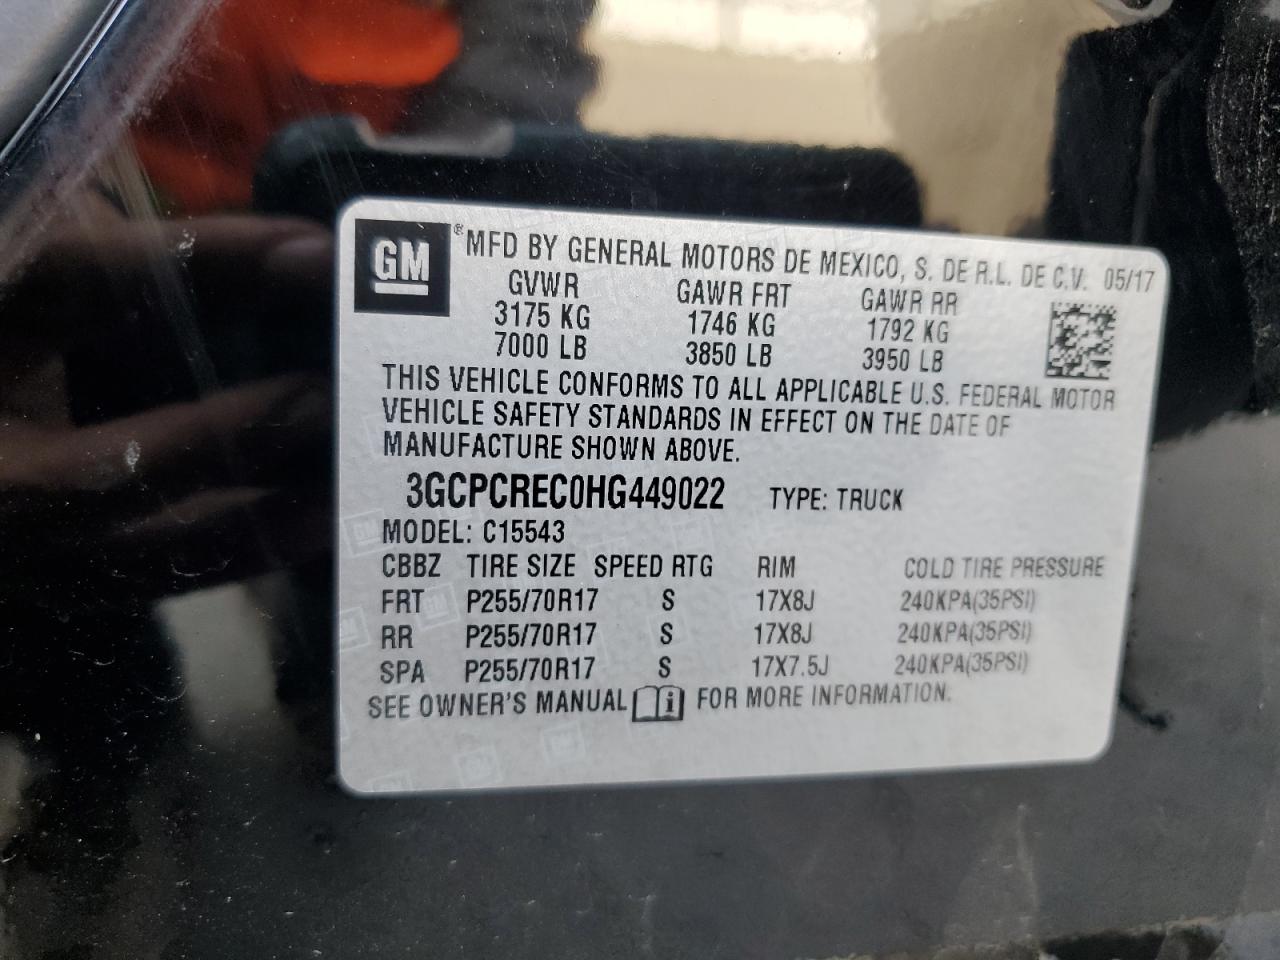 GM ® MFD BY GENERAL MOTORS DE MEXICO, S. DE R.L. DE C.V. 05/17
GVWR GAWR FRT GAWR RR
3175 KG 1746 KG 1792 KG
7000 LB 3850 LB 3950 LB
THIS VEHICLE CONFORMS TO ALL APPLICABLE U.S. FEDERAL MOTOR
VEHICLE SAFETY STANDARDS IN EFFECT ON THE DATE OF
MANUFACTURE SHOWN ABOVE.
3GCPCREC0HG449022 TYPE: TRUCK
MODEL: C15543
CBBZ TIRE SIZE SPEED RTG RIM COLD TIRE PRESSURE
FRT P255/70R17 S 17X8J 240KPA(35PSI)
RR P255/70R17 S 17X8J 240KPA(35PSI)
SPA P255/70R17 S 17X7.5J 240KPA(35PSI)
SEE OWNER'S MANUAL i FOR MORE INFORMATION.